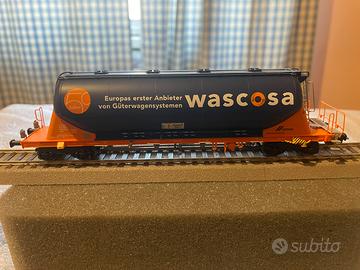 Europas erster Anbieter
von Güterwagensystemen
wascosa
subito